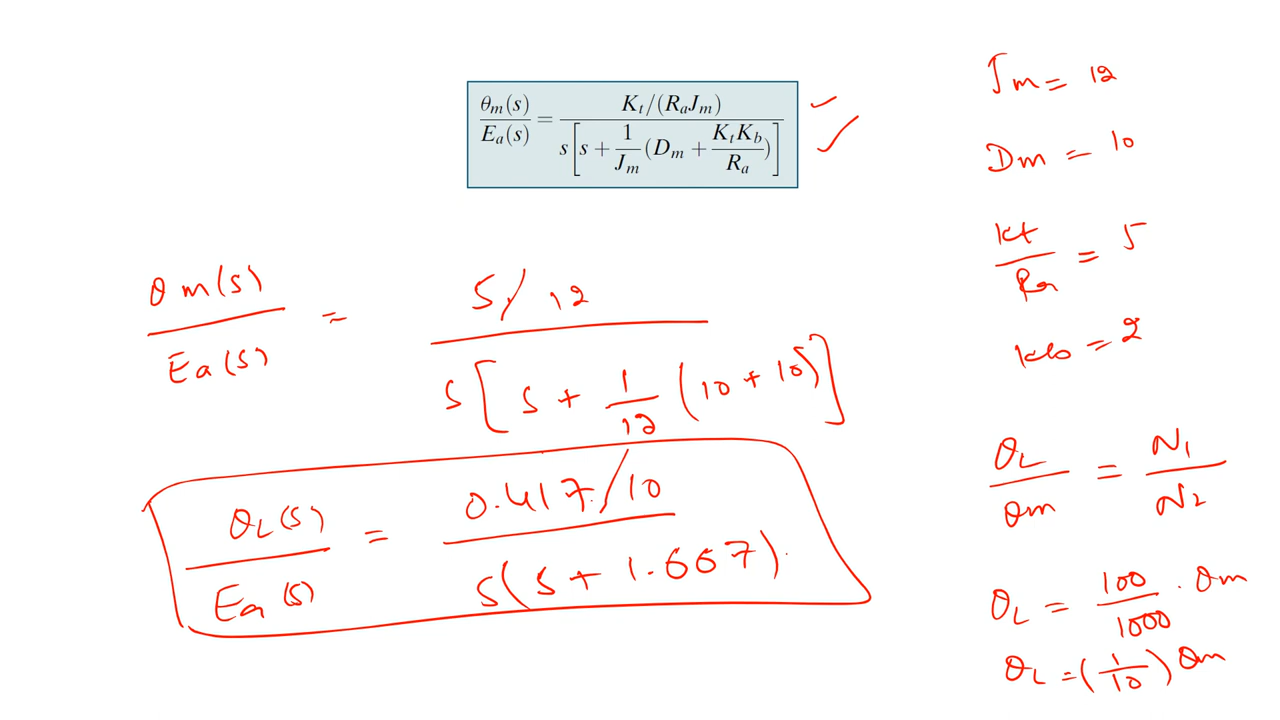 θm(s)/Ea(s) = Kt/(RaJm) / s[s + 1/Jm (Dm + KtKb/Ra)]
Jm = 12
Dm = 10
kt/Ra = 5
kb = 2
θm(s)/Ea(s) = 5/12 / s[s + 1/12 (10 + 10)]
θL(s)/Ea(s) = 0.417/10 / s(s + 1.667)
θL/θm = N1/N2
θL = 100/1000 . θm
θL = (1/10) θm